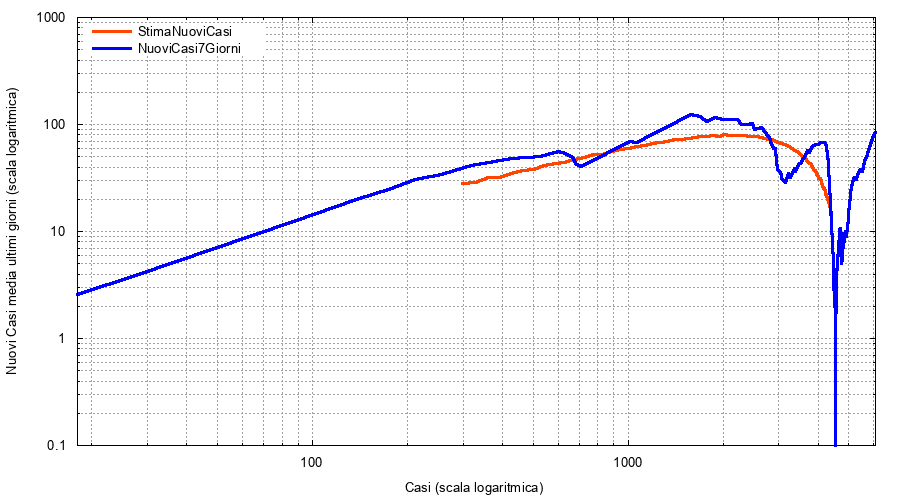 1000
StimaNuoviCasi
NuoviCasi7Giorni
100
10
1
0.1
Nuovi Casi media ultimi giorni (scala logaritmica)
100
1000
Casi (scala logaritmica)